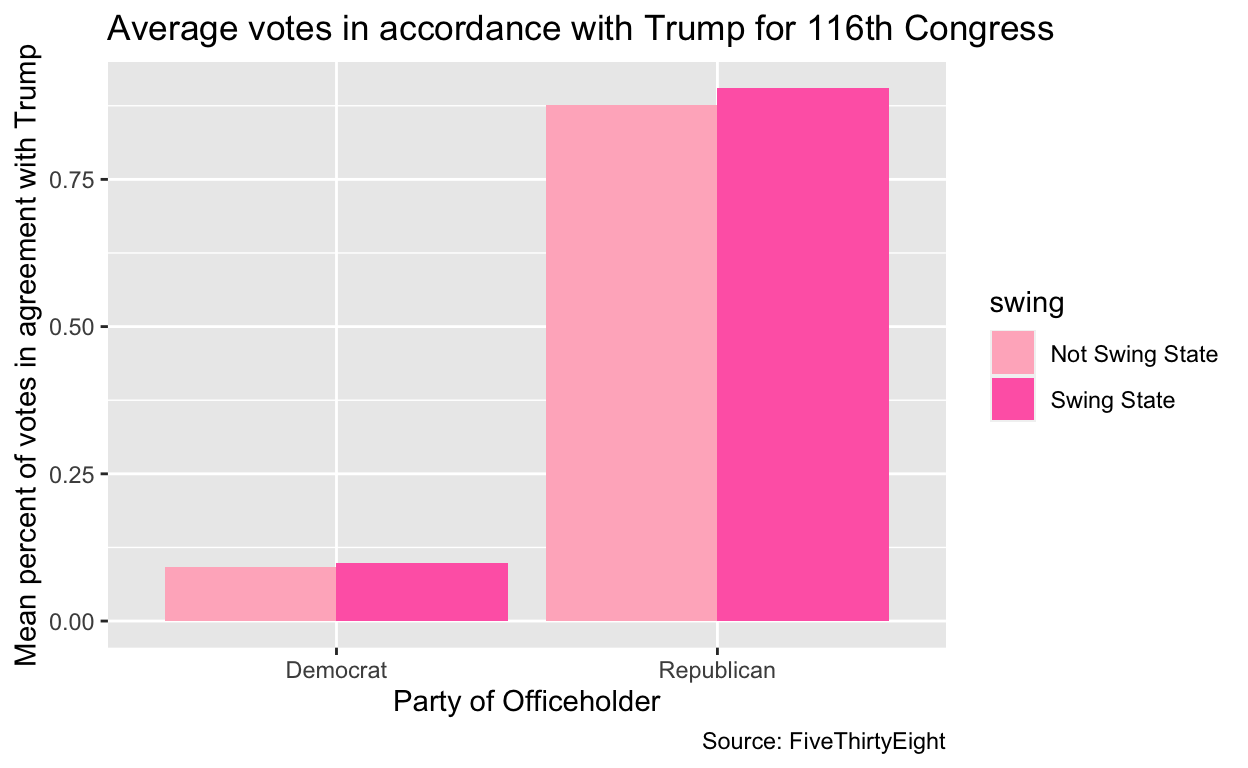 Average votes in accordance with Trump for 116th Congress
Mean percent of votes in agreement with Trump
0.75
0.50
0.25
0.00
Democrat
Republican
Party of Officeholder
swing
Not Swing State
Swing State
Source: FiveThirtyEight